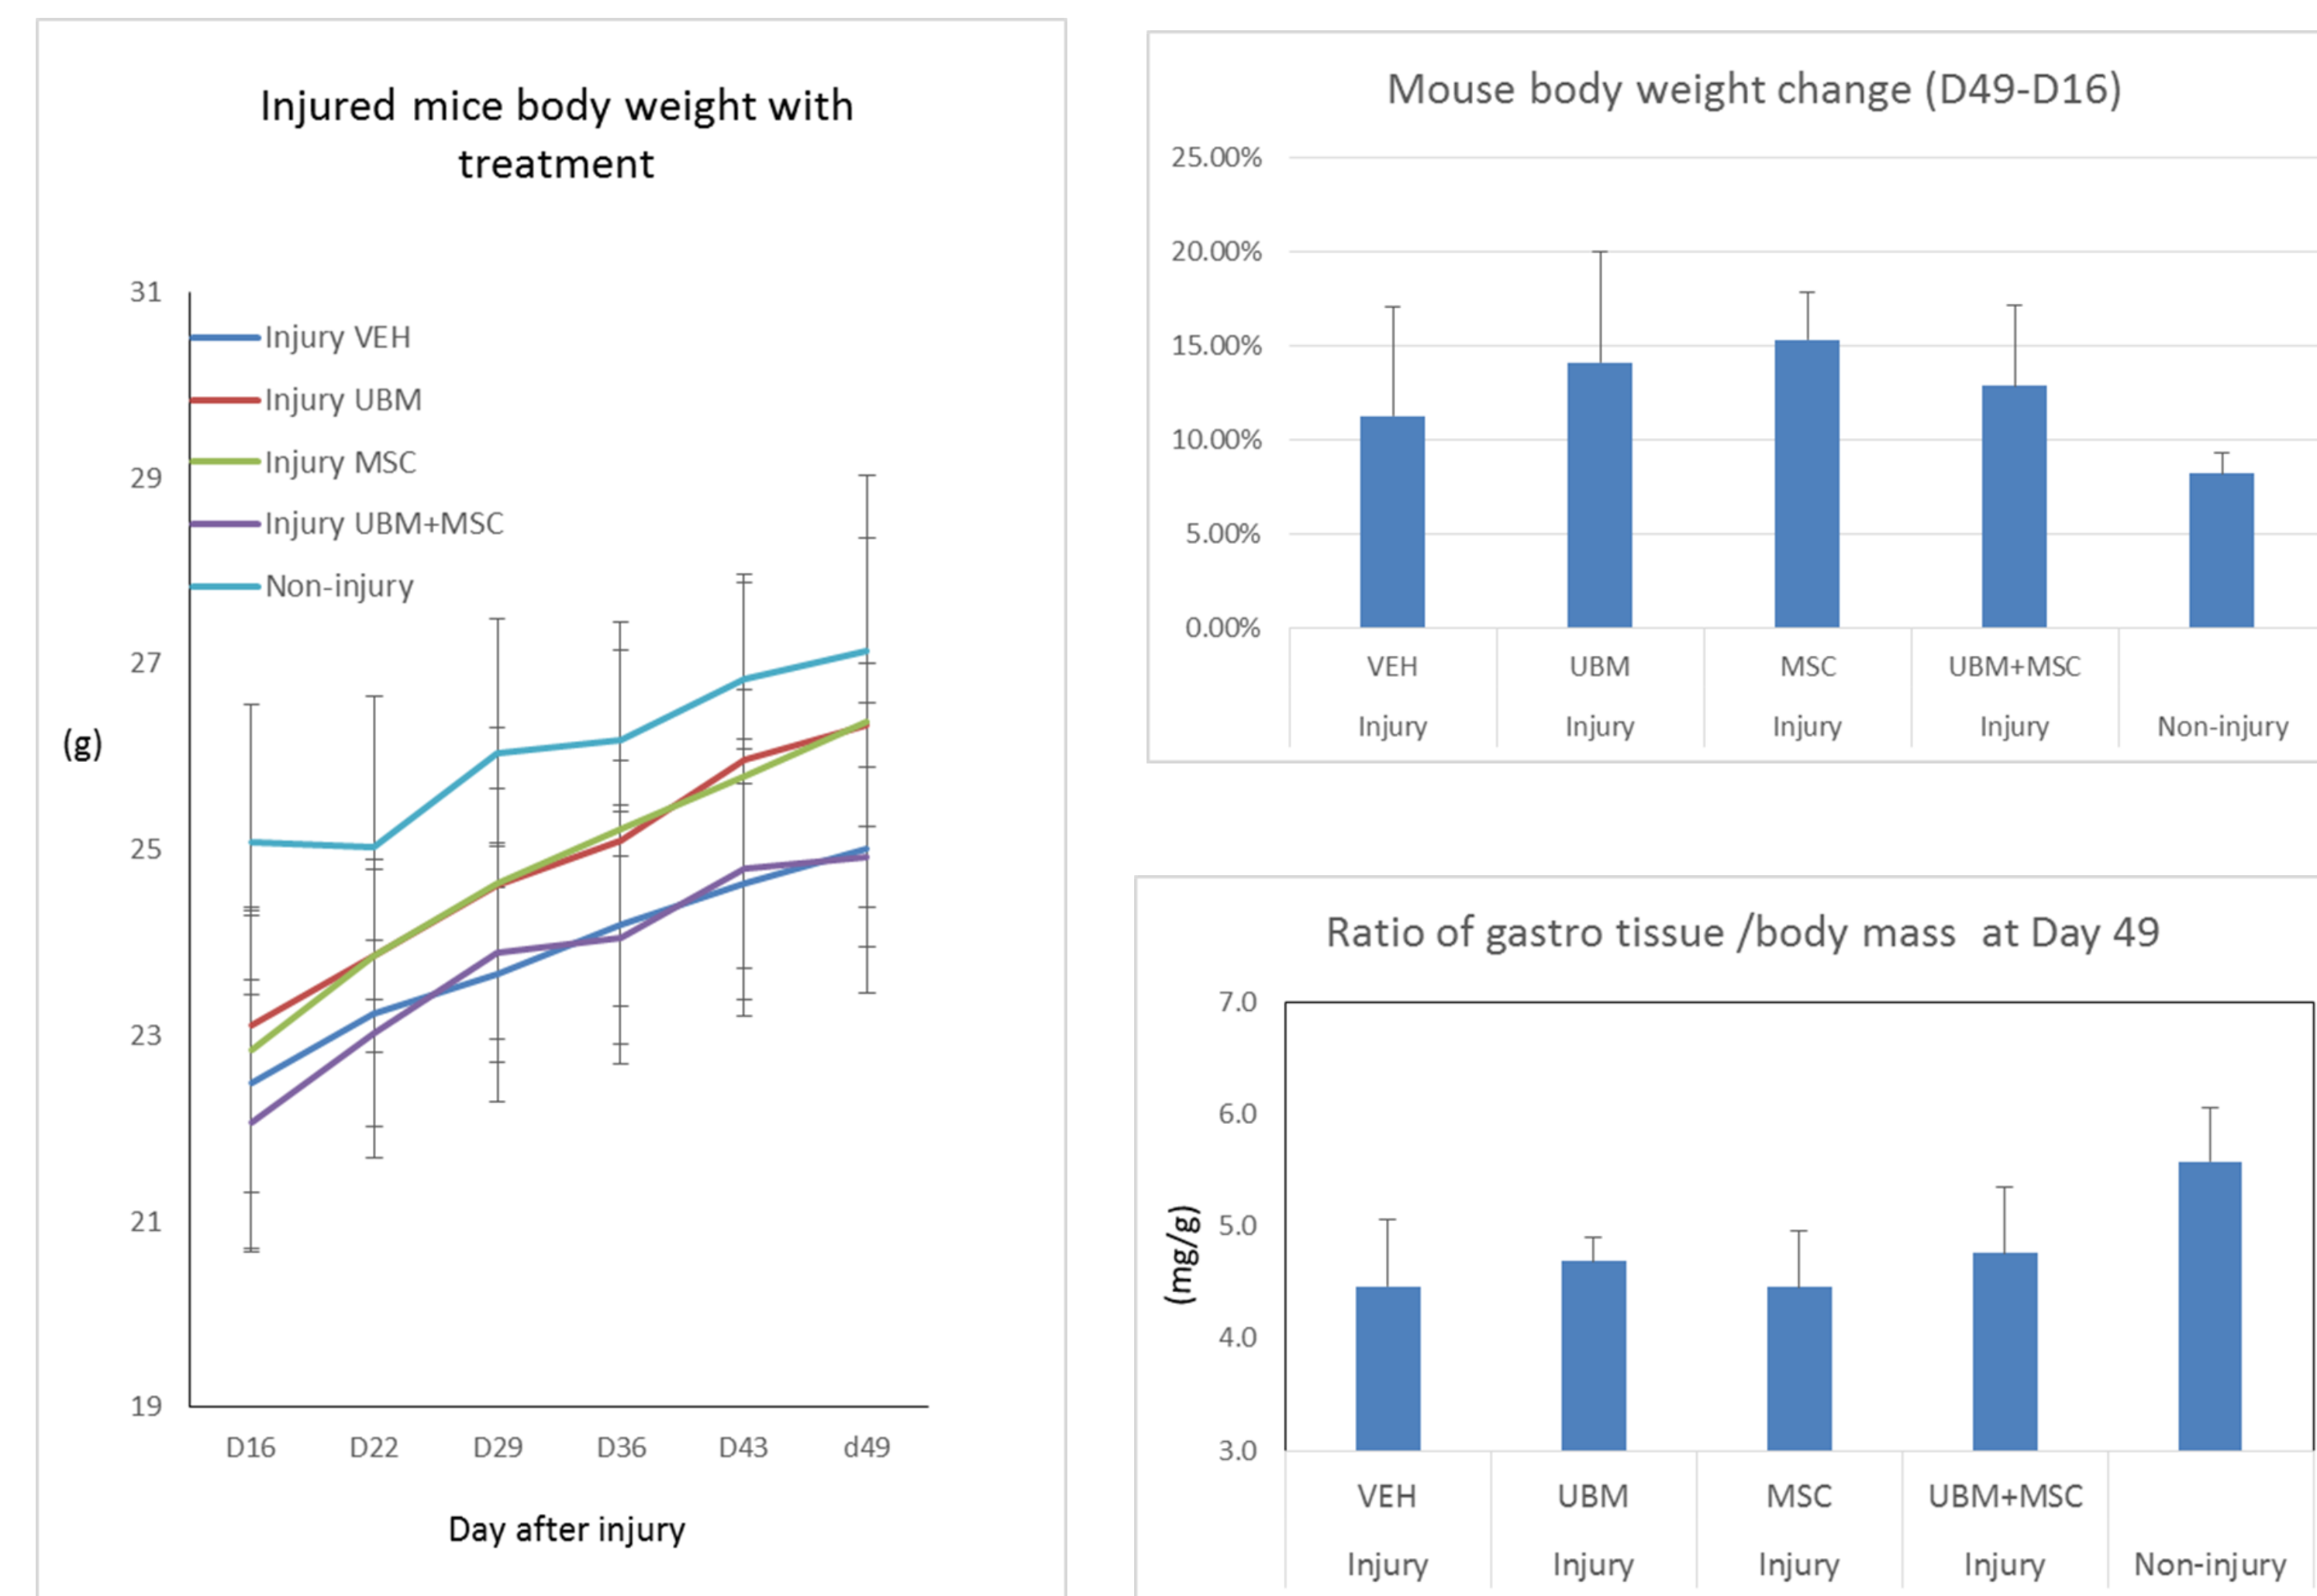 Injured mice body weight with
treatment
31
29
27
25
23
21
19
(g)
Injury VEH
Injury UBM
Injury MSC
Injury UBM+MSC
Non-injury
D16 D22 D29 D36 D43 d49
Day after injury
Mouse body weight change (D49-D16)
25.00%
20.00%
15.00%
10.00%
5.00%
0.00%
VEH UBM MSC UBM+MSC
Injury Injury Injury Injury Non-injury
Ratio of gastro tissue /body mass at Day 49
7.0
6.0
5.0
4.0
3.0
(mg/g)
VEH UBM MSC UBM+MSC
Injury Injury Injury Injury Non-injury